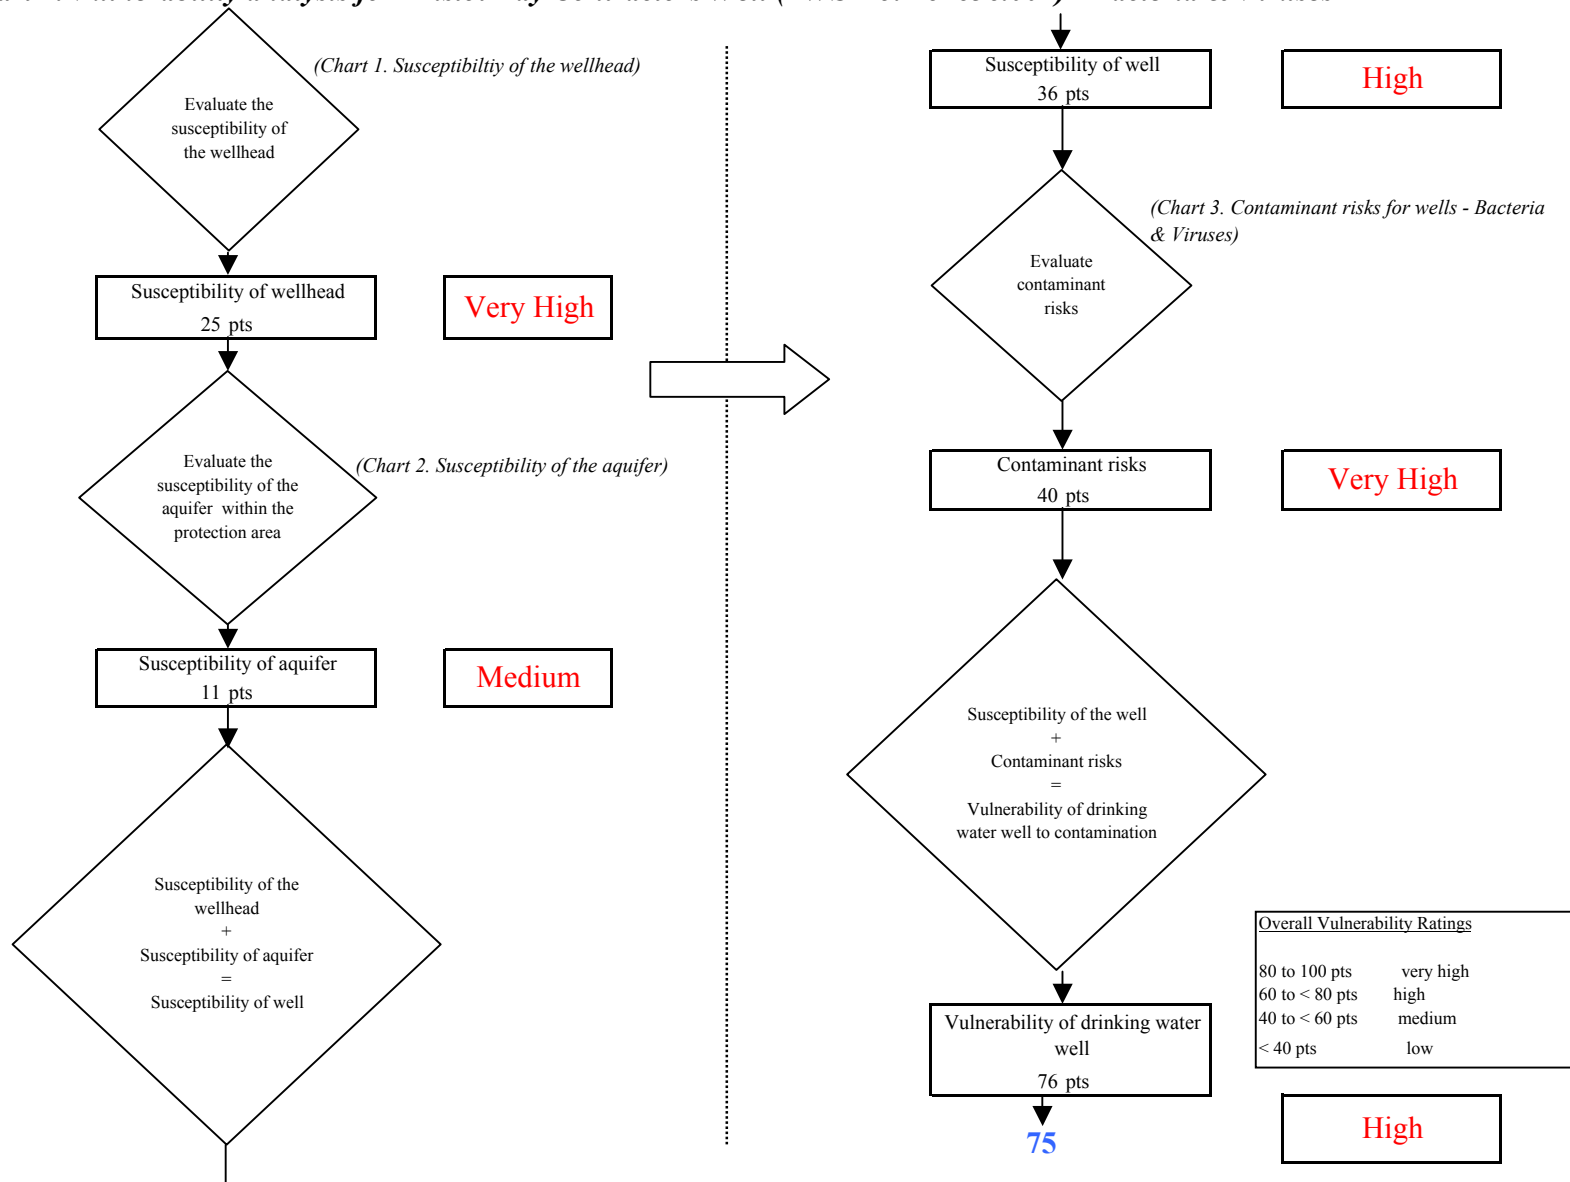 (Chart 1. Susceptibiltiy of the wellhead)
Evaluate the
susceptibility of
the wellhead
Susceptibility of wellhead
25 pts
Very High
Evaluate the
susceptibility of the
aquifer within the
protection area
(Chart 2. Susceptibility of the aquifer)
Susceptibility of aquifer
11 pts
Medium
Susceptibility of the
wellhead
+
Susceptibility of aquifer
=
Susceptibility of well
Susceptibility of well
36 pts
High
(Chart 3. Contaminant risks for wells - Bacteria
& Viruses)
Evaluate
contaminant
risks
Contaminant risks
40 pts
Very High
Susceptibility of the well
+
Contaminant risks
=
Vulnerability of drinking
water well to contamination
Overall Vulnerability Ratings
80 to 100 pts very high
60 to < 80 pts high
40 to < 60 pts medium
< 40 pts low
Vulnerability of drinking water
well
76 pts
75
High